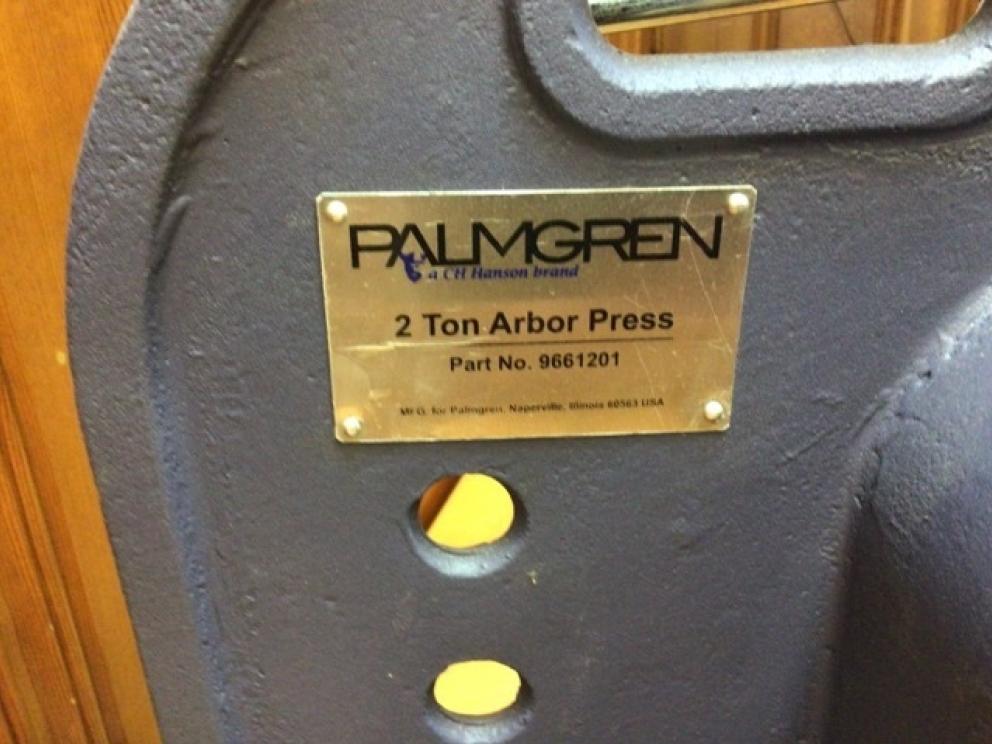 PALMGREN
a CH Hanson brand
2 Ton Arbor Press
Part No. 9661201
MFG. for Palmgren, Naperville, Illinois 60563 USA